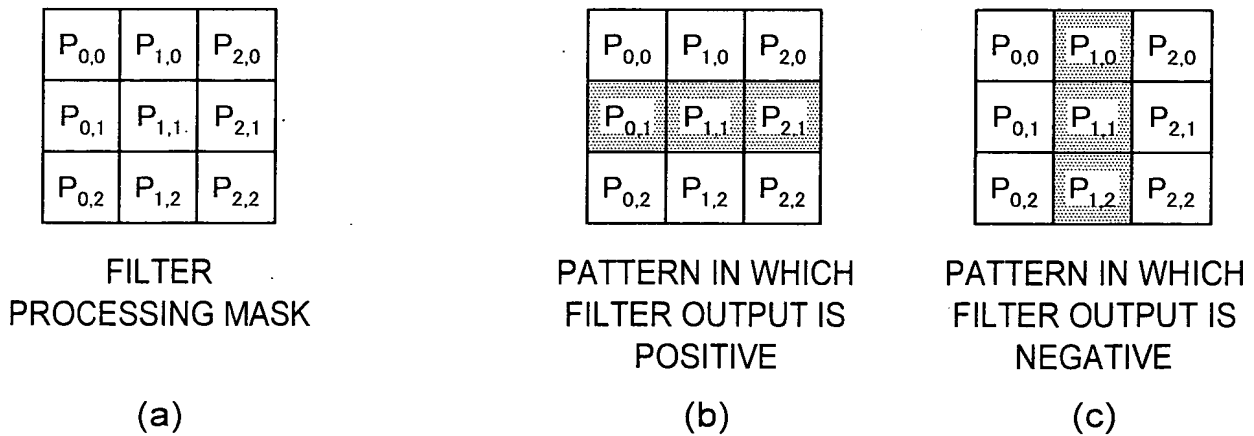 P0,0 P1,0 P2,0
P0,1 P1,1 P2,1
P0,2 P1,2 P2,2
FILTER
PROCESSING MASK
(a)
P0,0 P1,0 P2,0
P0,1 P1,1 P2,1
P0,2 P1,2 P2,2
PATTERN IN WHICH
FILTER OUTPUT IS
POSITIVE
(b)
P0,0 P1,0 P2,0
P0,1 P1,1 P2,1
P0,2 P1,2 P2,2
PATTERN IN WHICH
FILTER OUTPUT IS
NEGATIVE
(c)